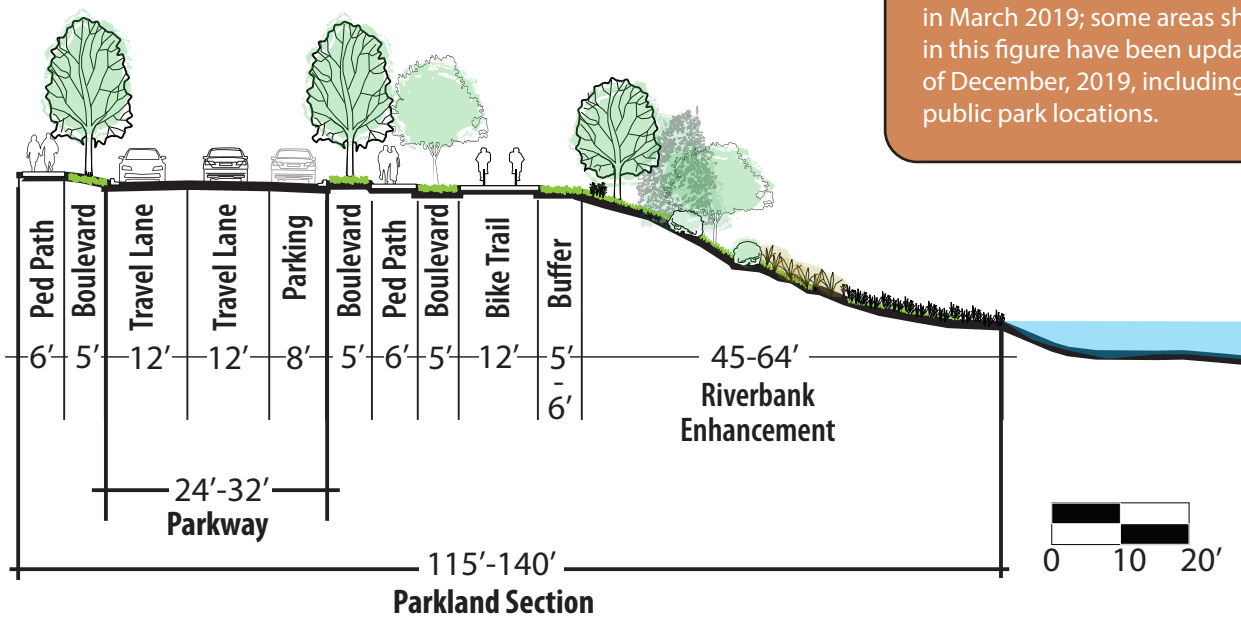 in March 2019; some areas sh
in this figure have been upda
of December, 2019, including
public park locations.
Ped Path
Boulevard
Travel Lane
Travel Lane
Parking
Boulevard
Ped Path
Boulevard
Bike Trail
Buffer
6’
5’
12’
12’
8’
5’
6’
5’
12’
5’
-
6’
45-64’
Riverbank
Enhancement
24’-32’
Parkway
115’-140’
Parkland Section
0 10 20’